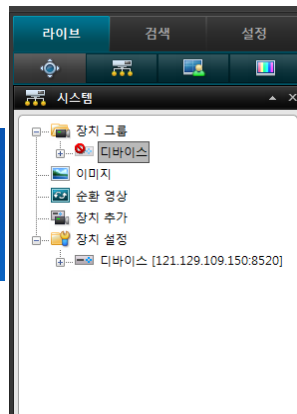 라이브 검색 설정
시스템
장치 그룹
디바이스
이미지
순환 영상
장치 추가
장치 설정
디바이스 [121.129.109.150:8520]